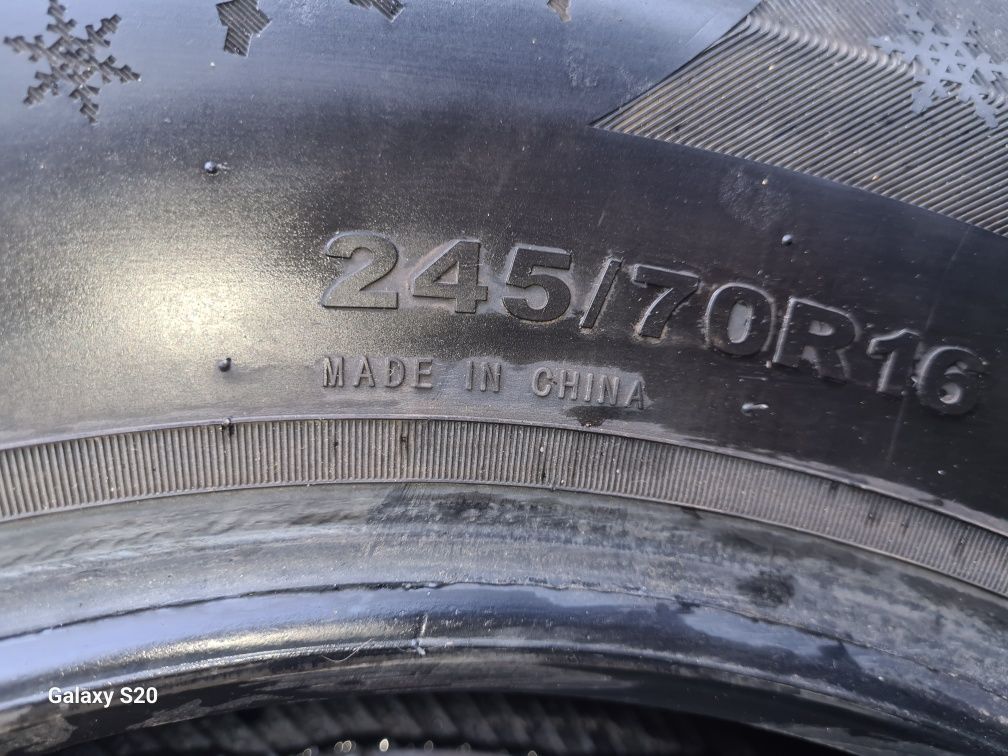 245/70R16
MADE IN CHINA
Galaxy S20